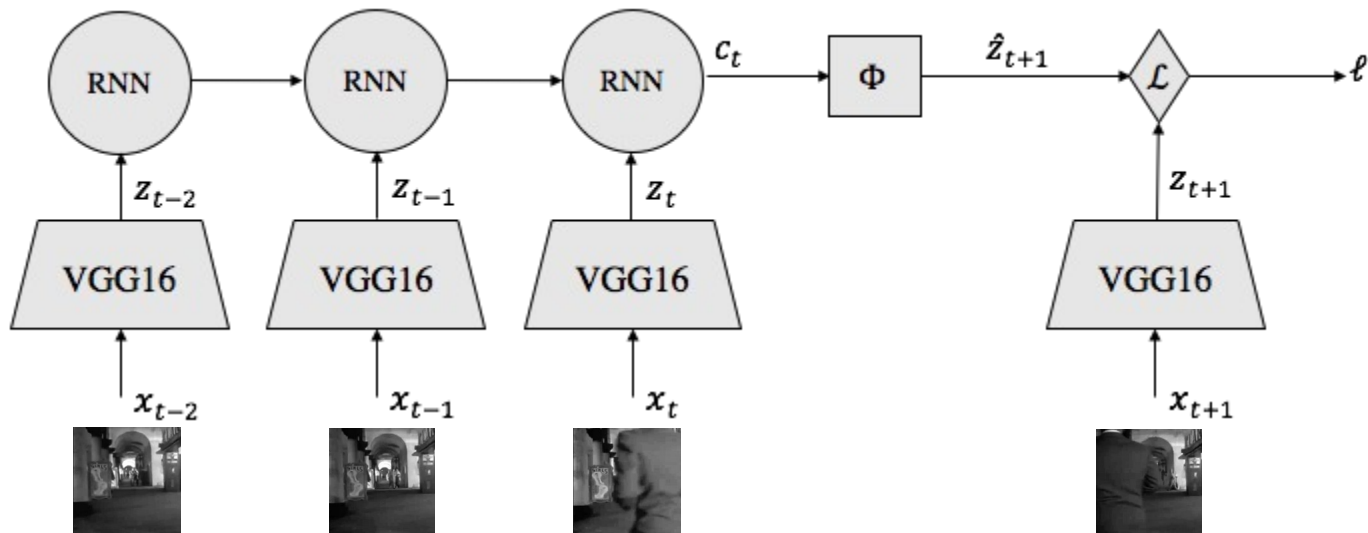 RNN RNN RNN c_t Φ ẑ_{t+1} ℒ ℓ
z_{t−2} z_{t−1} z_t z_{t+1}
VGG16 VGG16 VGG16 VGG16
x_{t−2} x_{t−1} x_t x_{t+1}